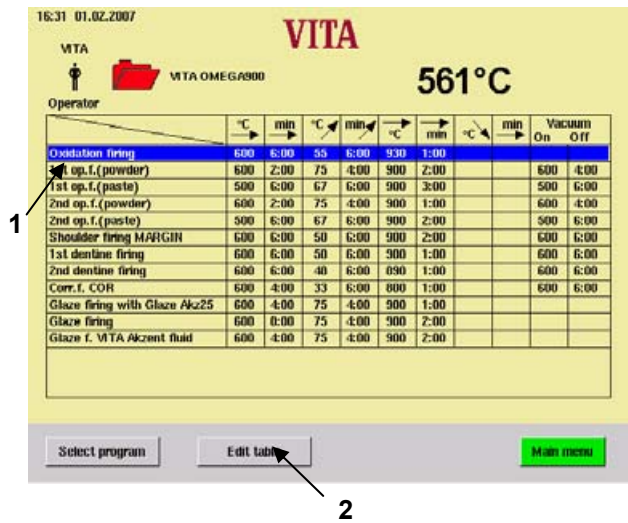 16:31 01.02.2007
VITA
VITA
VITA OMEGA900
561°C
Operator
°C min °C min °C min °C min Vacuum
On Off
Oxidation firing 600 6:00 55 6:00 930 1:00
1st op.f.(powder) 600 2:00 75 4:00 900 2:00 600 4:00
1st op.f.(paste) 500 6:00 67 6:00 900 3:00 500 6:00
2nd op.f.(powder) 600 2:00 75 4:00 900 1:00 600 4:00
2nd op.f.(paste) 500 6:00 67 6:00 900 2:00 500 6:00
Shoulder firing MARGIN 600 6:00 50 6:00 900 2:00 600 6:00
1st dentine firing 600 6:00 50 6:00 900 1:00 600 6:00
2nd dentine firing 600 6:00 48 6:00 890 1:00 600 6:00
Corr.f. COR 600 4:00 33 6:00 800 1:00 600 6:00
Glaze firing with Glaze Akz25 600 4:00 75 4:00 900 1:00
Glaze firing 600 0:00 75 4:00 900 2:00
Glaze f. VITA Akzent fluid 600 4:00 75 4:00 900 2:00
1
Select program Edit table Main menu
2